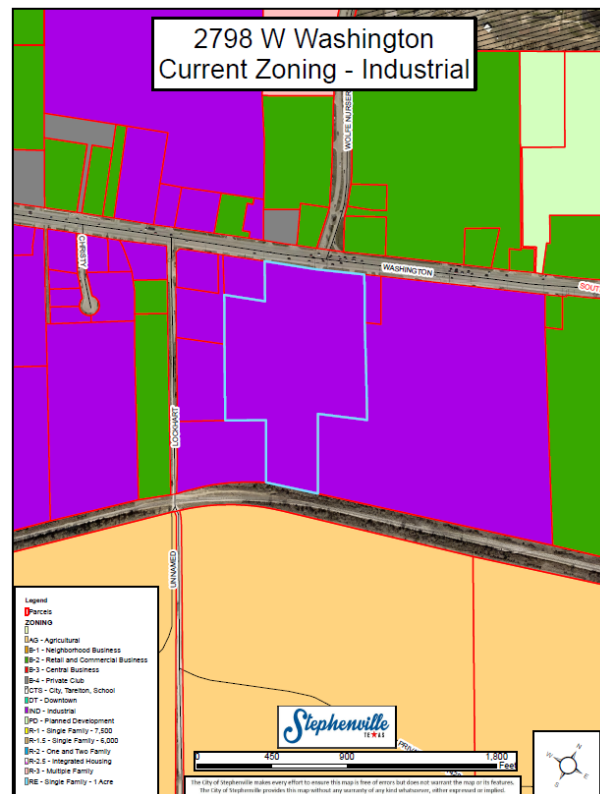 2798 W Washington
Current Zoning - Industrial
WOLFE NURSER
CHRISTY
WASHINGTON
SOUT
LOCKHART
UNNAMED
Legend
Parcels
ZONING
AG - Agricultural
B-1 - Neighborhood Business
B-2 - Retail and Commercial Business
B-3 - Central Business
B-4 - Private Club
CTS - City, Tarelton, School
DT - Downtown
IND - Industrial
PD - Planned Development
R-1 - Single Family - 7,500
R-1.5 - Single Family - 6,000
R-2 - One and Two Family
R-2.5 - Integrated Housing
R-3 - Multiple Family
RE - Single Family - 1 Acre
Stephenville
TEXAS
PRIV
0 450 900 1,800
Feet
N
W E
S
The City of Stephenville makes every effort to ensure this map is free of errors but does not warrant the map or its features.
The City of Stephenville provides this map without any warranty of any kind whatsoever, either expressed or implied.